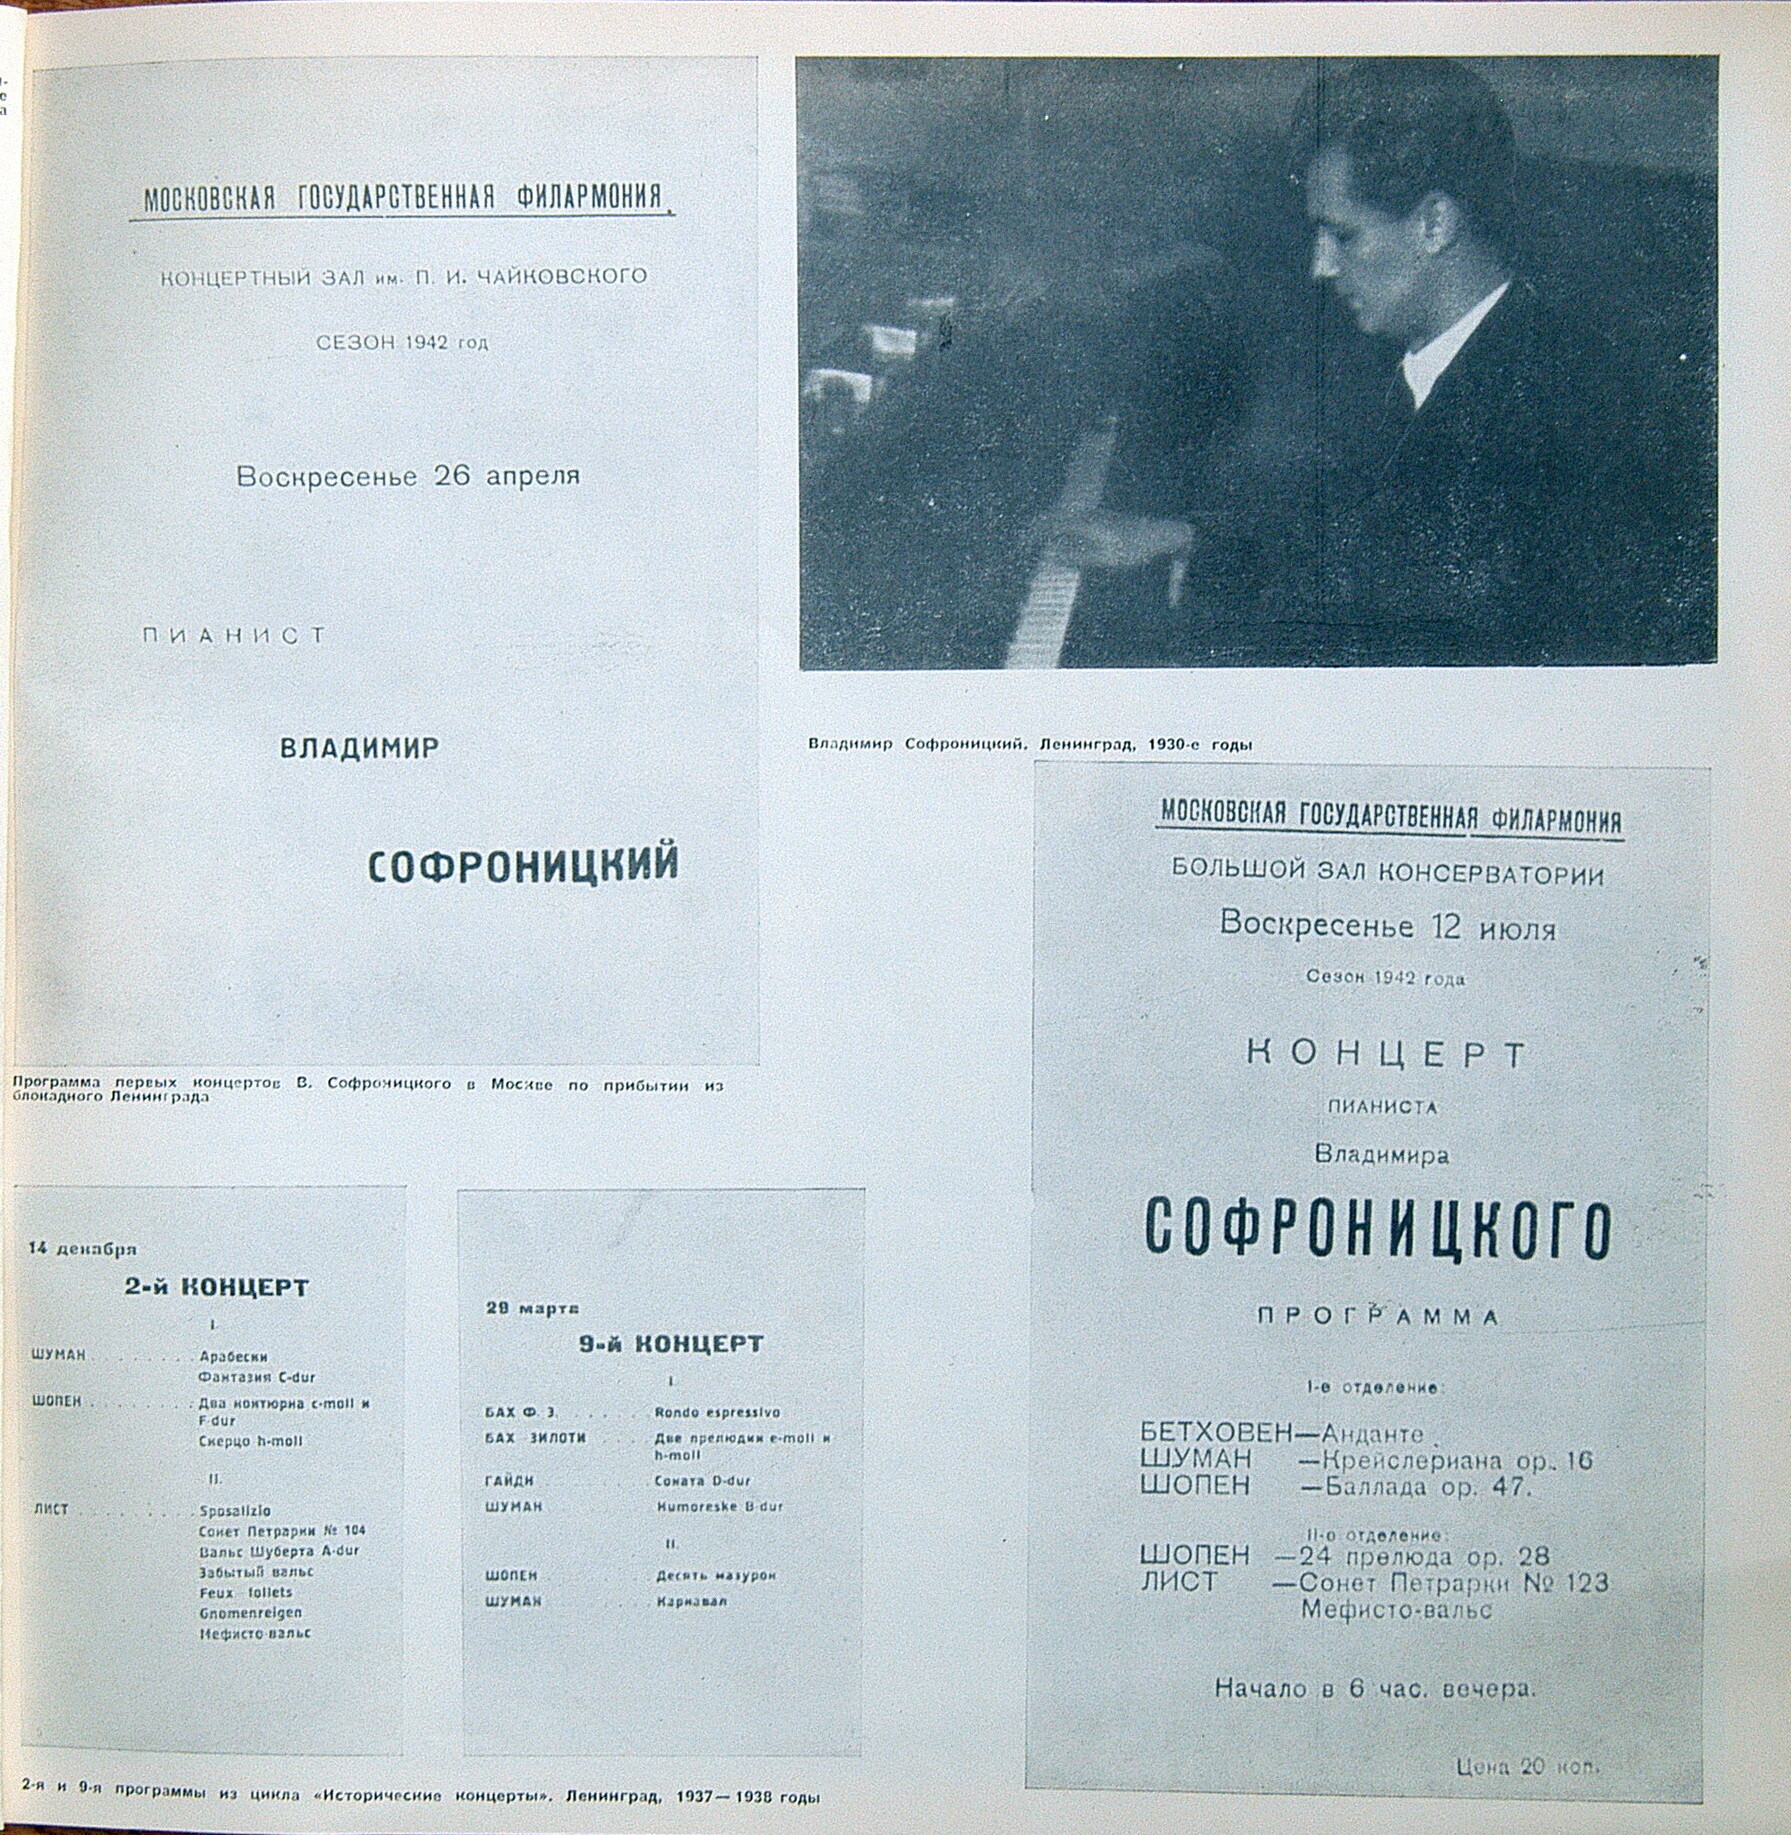 МОСКОВСКАЯ ГОСУДАРСТВЕННАЯ ФИЛАРМОНИЯ.
КОНЦЕРТНЫЙ ЗАЛ им. П. И. ЧАЙКОВСКОГО
СЕЗОН 1942 год
Воскресенье 26 апреля
ПИАНИСТ
ВЛАДИМИР
СОФРОНИЦКИЙ
Программа первых концертов В. Софроницкого в Москве по прибытии из
блокадного Ленинграда
Владимир Софроницкий. Ленинград, 1930-е годы
14 декабря
2-й КОНЦЕРТ
I.
ШУМАН . . . . . . . . Арабески
Фантазия C-dur
ШОПЕН . . . . . . . . Два ноктюрна c-moll и
F-dur
Скерцо h-moll
II.
ЛИСТ . . . . . . . . . Sposalizio
Сонет Петрарки № 104
Вальс Шуберта A-dur
Забытый вальс
Feux follets
Gnomenreigen
Мефисто-вальс
29 марта
9-й КОНЦЕРТ
I
БАХ Ф. Э. . . . . . Rondo espressivo
БАХ ЗИЛОТИ . . . Две прелюдии e-moll и
h-moll
ГАЙДН . . . Соната D-dur
ШУМАН . . . Humoreske B-dur
II.
ШОПЕН . . . Десять мазурок
ШУМАН . . . Карнавал
2-я и 9-я программы из цикла «Исторические концерты». Ленинград, 1937—1938 годы
МОСКОВСКАЯ ГОСУДАРСТВЕННАЯ ФИЛАРМОНИЯ
БОЛЬШОЙ ЗАЛ КОНСЕРВАТОРИИ
Воскресенье 12 июля
Сезон 1942 года
КОНЦЕРТ
ПИАНИСТА
Владимира
СОФРОНИЦКОГО
ПРОГРАММА
I-е отделение:
БЕТХОВЕН—Анданте
ШУМАН —Крейслериана ор. 16
ШОПЕН —Баллада ор. 47.
II-о отделение:
ШОПЕН —24 прелюда ор. 28
ЛИСТ —Сонет Петрарки № 123
Мефисто-вальс
Начало в 6 час. вечера.
Цена 20 коп.